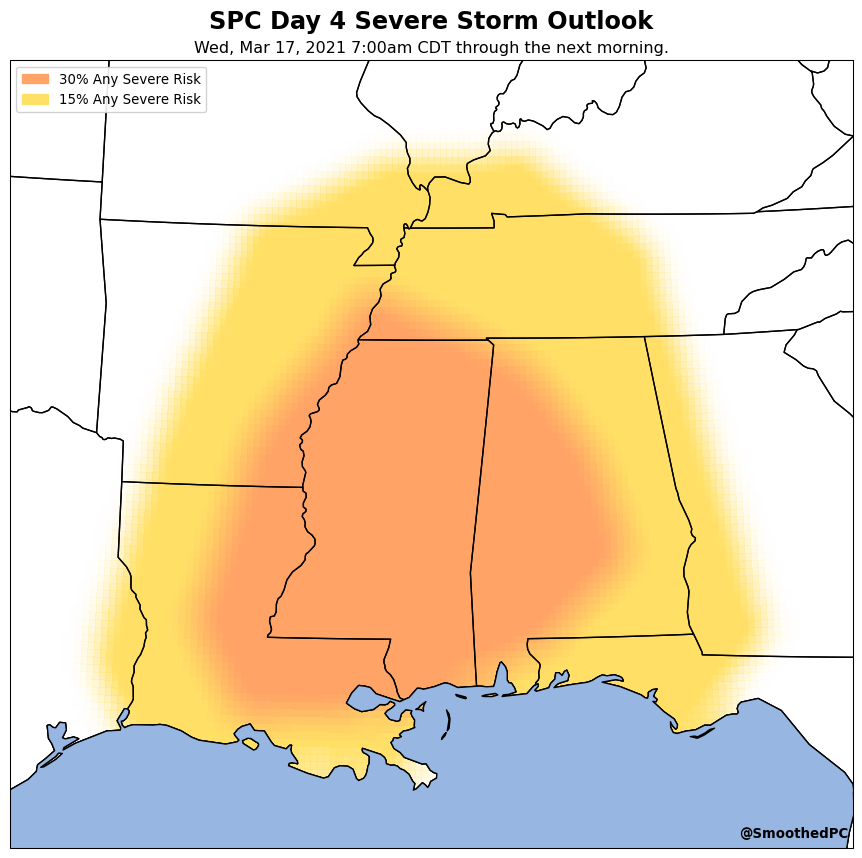 SPC Day 4 Severe Storm Outlook
Wed, Mar 17, 2021 7:00am CDT through the next morning.
30% Any Severe Risk
15% Any Severe Risk
@SmoothedPC